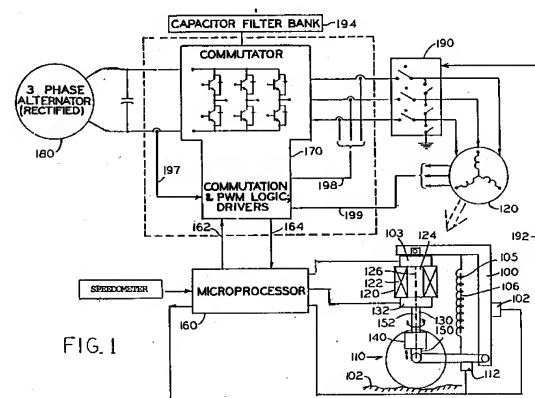 CAPACITOR FILTER BANK
194
COMMUTATOR
190
3 PHASE
ALTERNATOR
(RECTIFIED)
180
170
197
198
COMMUTATION
& PWM LOGIC;
DRIVERS
199
120
162
164
192
SPEEDOMETER
MICROPROCESSOR
160
103
124
126
122
120
132
152
130
140
150
110
105
100
106
102
112
102
FIG. 1